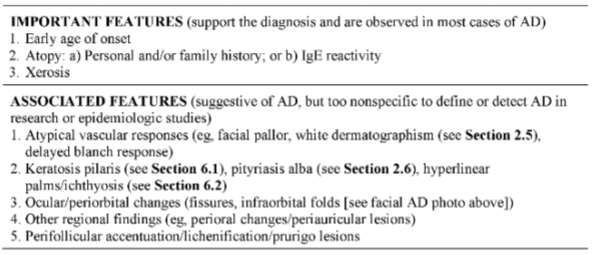 IMPORTANT FEATURES (support the diagnosis and are observed in most cases of AD)
1. Early age of onset
2. Atopy: a) Personal and/or family history; or b) IgE reactivity
3. Xerosis
ASSOCIATED FEATURES (suggestive of AD, but too nonspecific to define or detect AD in
research or epidemiologic studies)
1. Atypical vascular responses (eg, facial pallor, white dermatographism (see Section 2.5),
delayed blanch response)
2. Keratosis pilaris (see Section 6.1), pityriasis alba (see Section 2.6), hyperlinear
palms/ichthyosis (see Section 6.2)
3. Ocular/periorbital changes (fissures, infraorbital folds [see facial AD photo above])
4. Other regional findings (eg, perioral changes/periauricular lesions)
5. Perifollicular accentuation/lichenification/prurigo lesions